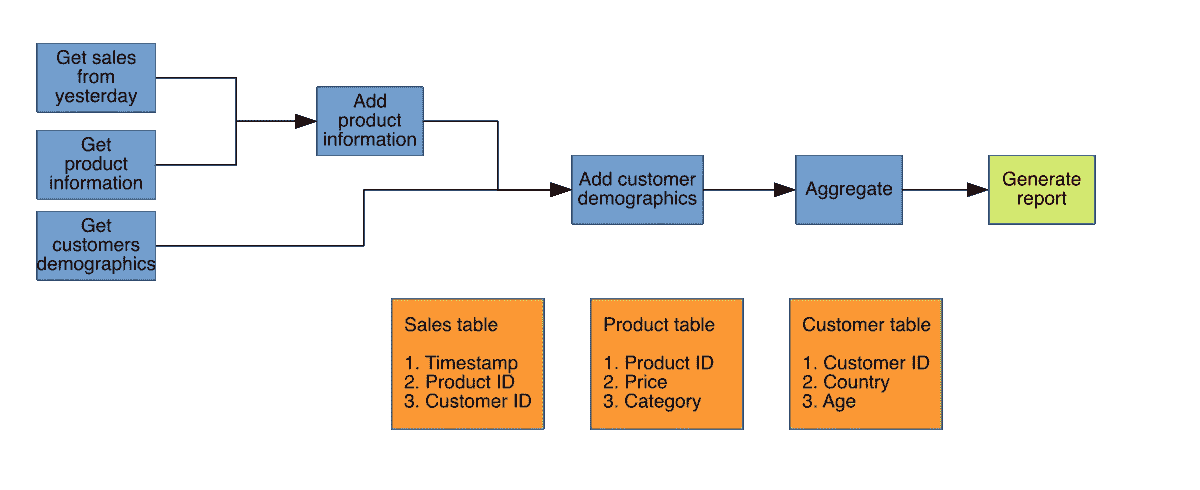 Get sales
from
yesterday
Get
product
information
Get
customers
demographics
Add
product
information
Add customer
demographics
Aggregate
Generate
report
Sales table
1. Timestamp
2. Product ID
3. Customer ID
Product table
1. Product ID
2. Price
3. Category
Customer table
1. Customer ID
2. Country
3. Age